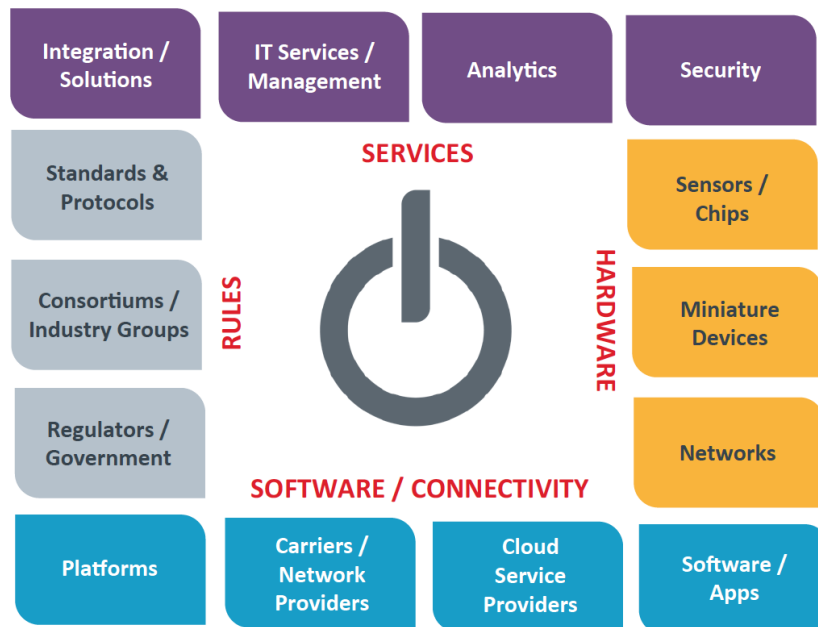 Integration /
Solutions
IT Services /
Management
Analytics
Security
SERVICES
Standards &
Protocols
Sensors /
Chips
RULES
HARDWARE
Consortiums /
Industry Groups
Miniature
Devices
Regulators /
Government
Networks
SOFTWARE / CONNECTIVITY
Platforms
Carriers /
Network
Providers
Cloud
Service
Providers
Software /
Apps